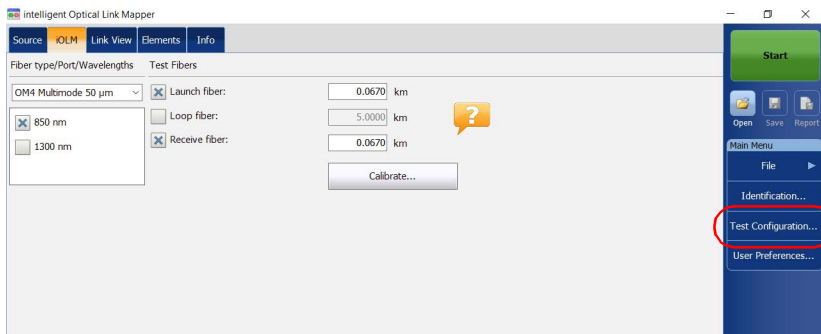 intelligent Optical Link Mapper
Source iOLM Link View Elements Info
Fiber type/Port/Wavelengths Test Fibers
OM4 Multimode 50 µm
850 nm
1300 nm
Launch fiber: 0.0670 km
Loop fiber: 5.0000 km
Receive fiber: 0.0670 km
?
Calibrate...
Start
Open Save Report
Main Menu
File
Identification...
Test Configuration...
User Preferences...